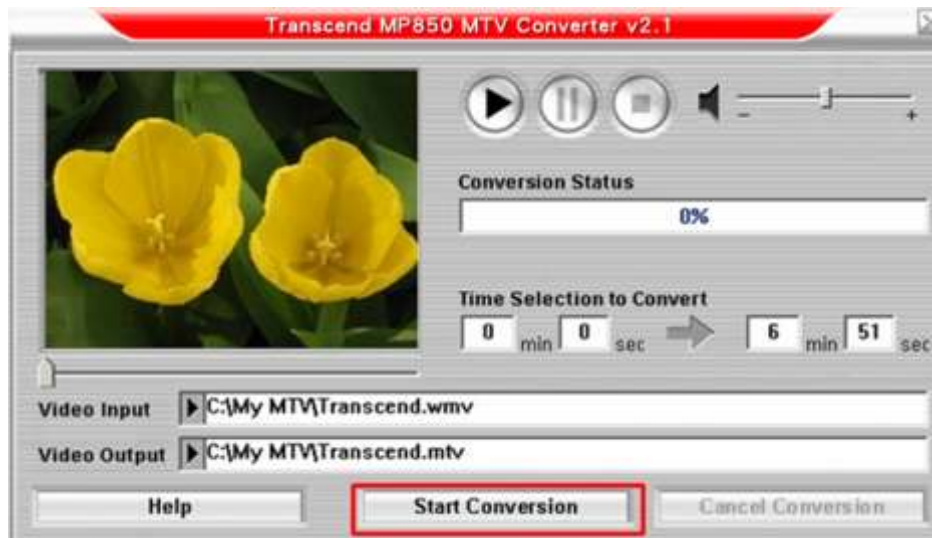 Transcend MP850 MTV Converter v2.1
- +
Conversion Status
0%
Time Selection to Convert
0 min 0 sec 6 min 51 sec
Video Input C:\My MTV\Transcend.wmv
Video Output C:\My MTV\Transcend.mtv
Help Start Conversion Cancel Conversion